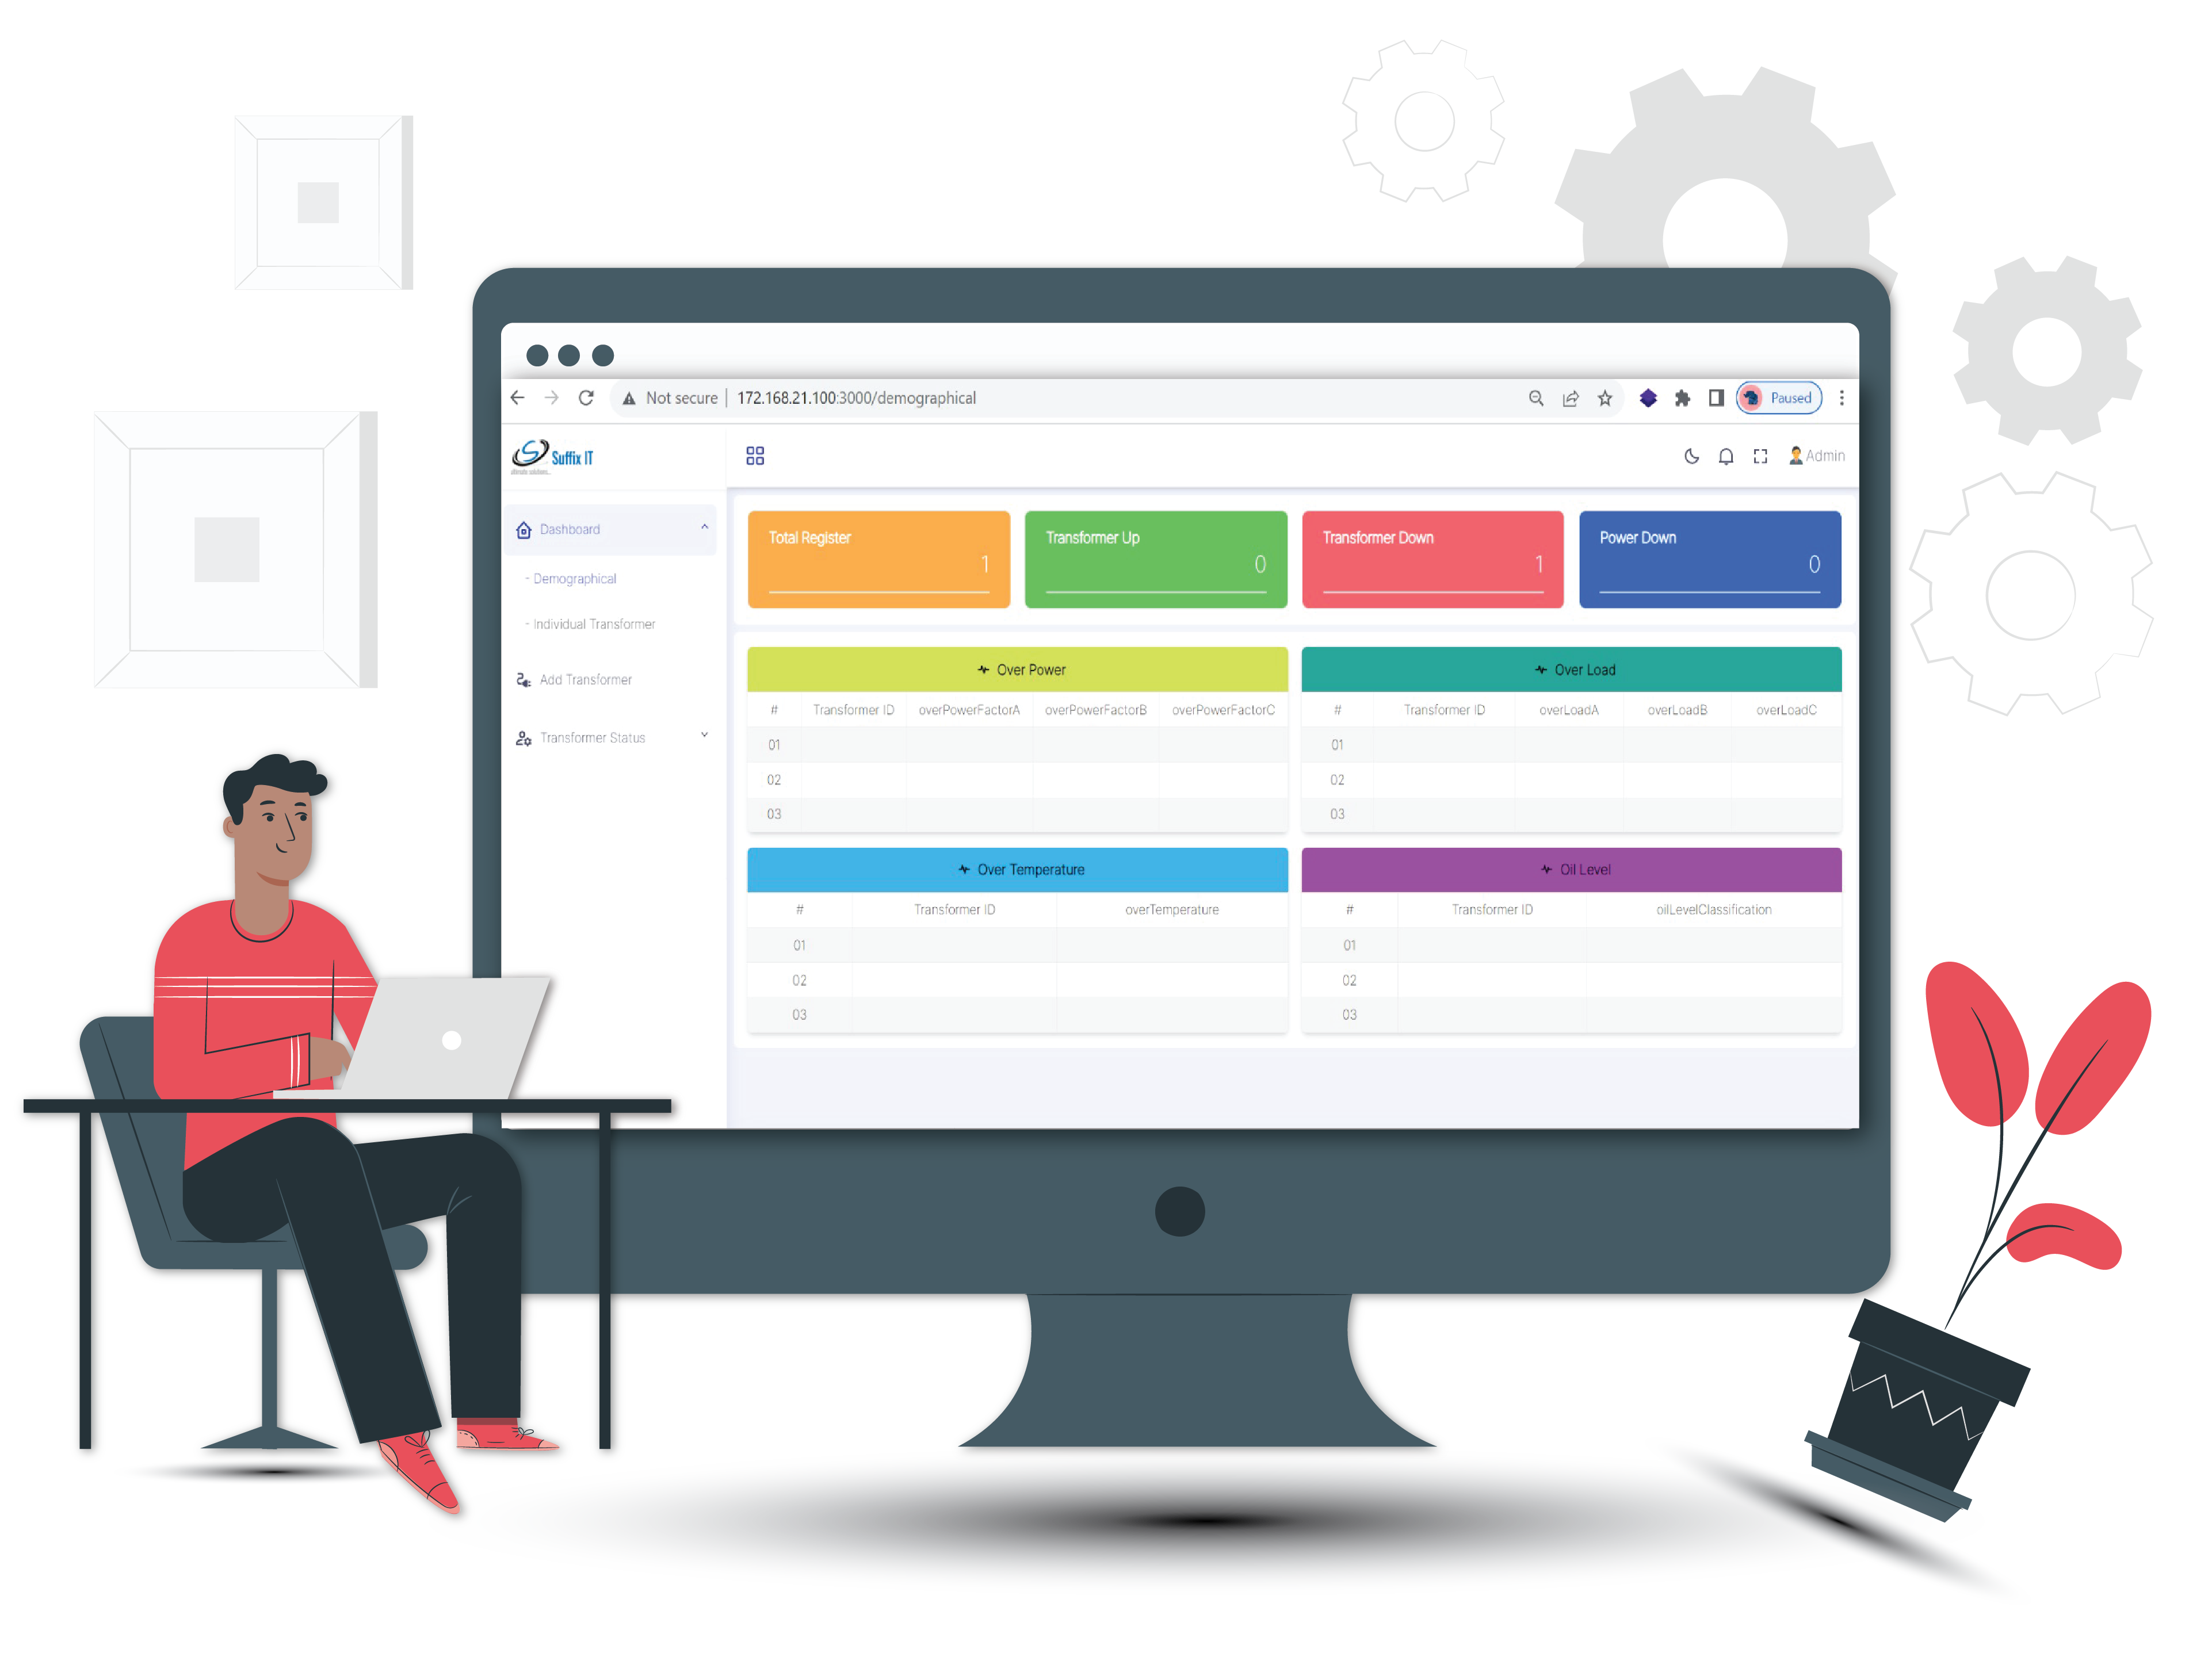 Not secure | 172.168.21.100:3000/demographical
Paused
Suffix IT
Admin
Dashboard
- Demographical
- Individual Transformer
Add Transformer
Transformer Status
Total Register
1
Transformer Up
0
Transformer Down
1
Power Down
0
Over Power
# Transformer ID overPowerFactorA overPowerFactorB overPowerFactorC
01
02
03
Over Load
# Transformer ID overLoadA overLoadB overLoadC
01
02
03
Over Temperature
# Transformer ID overTemperature
01
02
03
Oil Level
# Transformer ID oilLevelClassification
01
02
03